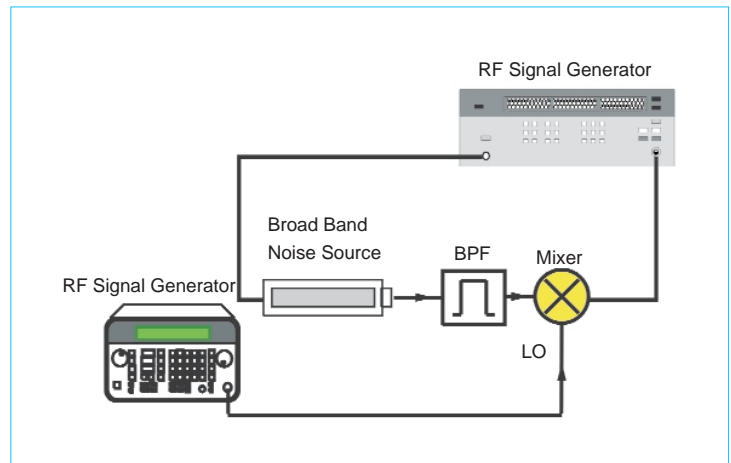 RF Signal Generator
Broad Band
Noise Source
BPF
Mixer
RF Signal Generator
LO